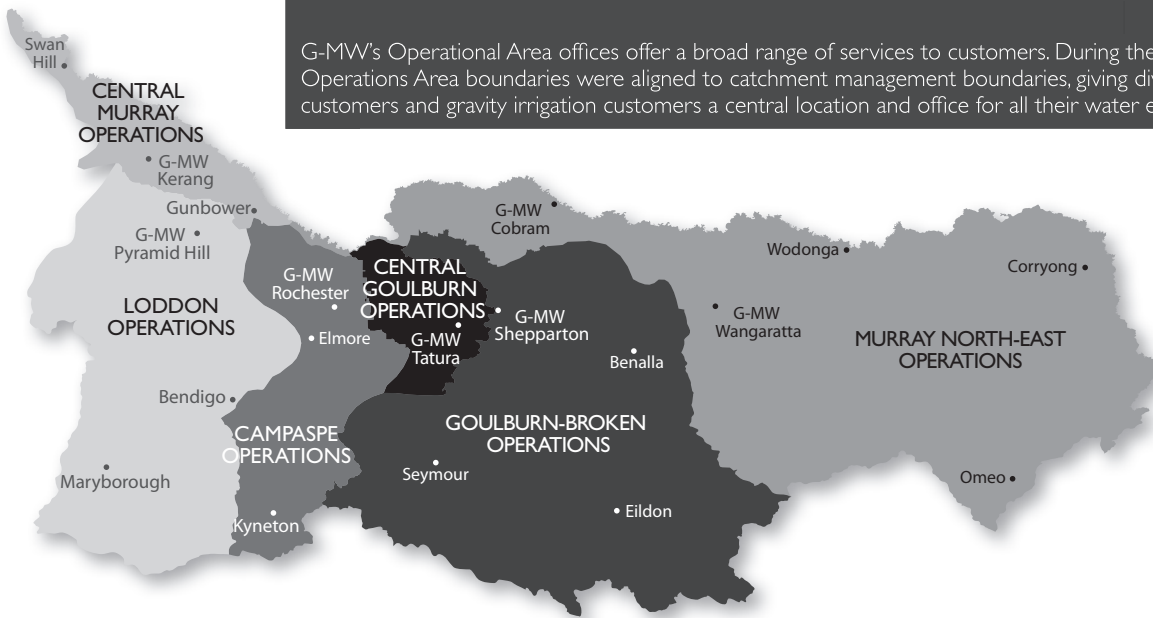 G-MW's Operational Area offices offer a broad range of services to customers. During the
Operations Area boundaries were aligned to catchment management boundaries, giving
customers and gravity irrigation customers a central location and office for all their water
Swan
Hill
CENTRAL
MURRAY
OPERATIONS
G-MW
Kerang
Gunbower
G-MW
Pyramid Hill
LODDON
OPERATIONS
G-MW
Rochester
Elmore
Bendigo
CAMPASPE
OPERATIONS
Maryborough
Kyneton
CENTRAL
GOULBURN
OPERATIONS
G-MW
Tatura
G-MW
Shepparton
Benalla
GOULBURN-BROKEN
OPERATIONS
Seymour
Eildon
G-MW
Cobram
Wodonga
Corryong
G-MW
Wangaratta
MURRAY NORTH-EAST
OPERATIONS
Omeo